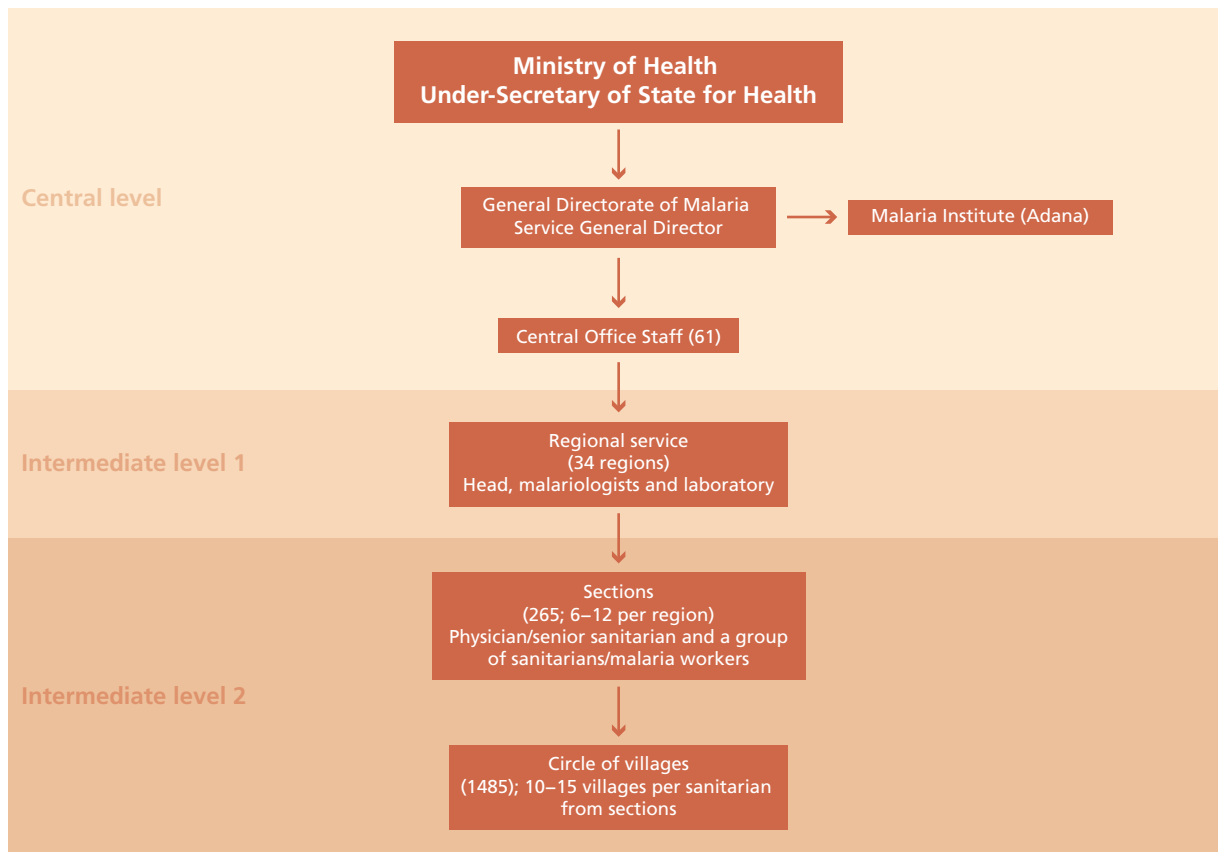 Ministry of Health
Under-Secretary of State for Health
Central level
General Directorate of Malaria
Service General Director
Malaria Institute (Adana)
Central Office Staff (61)
Intermediate level 1
Regional service
(34 regions)
Head, malariologists and laboratory
Sections
(265; 6–12 per region)
Physician/senior sanitarian and a group
of sanitarians/malaria workers
Intermediate level 2
Circle of villages
(1485); 10–15 villages per sanitarian
from sections